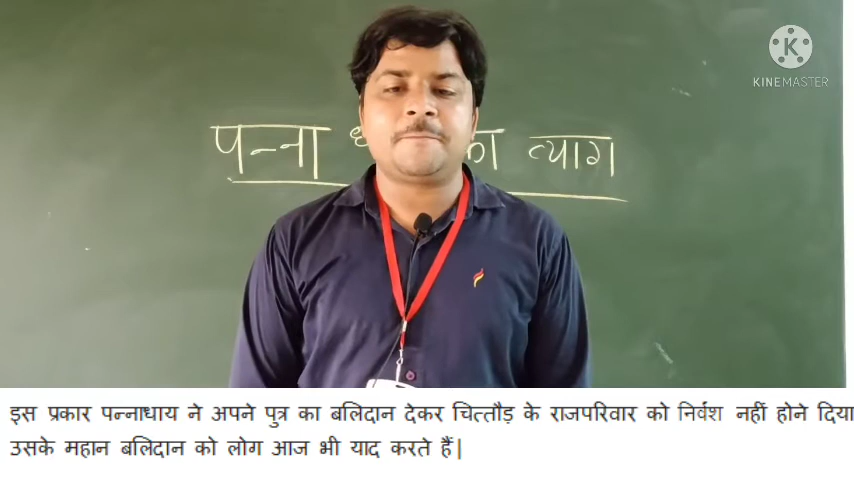 KINEMASTER
पन्ना का त्याग
इस प्रकार पन्नाधाय ने अपने पुत्र का बलिदान देकर चित्तौड़ के राजपरिवार को निर्वंश नहीं होने दिया
उसके महान बलिदान को लोग आज भी याद करते हैं|